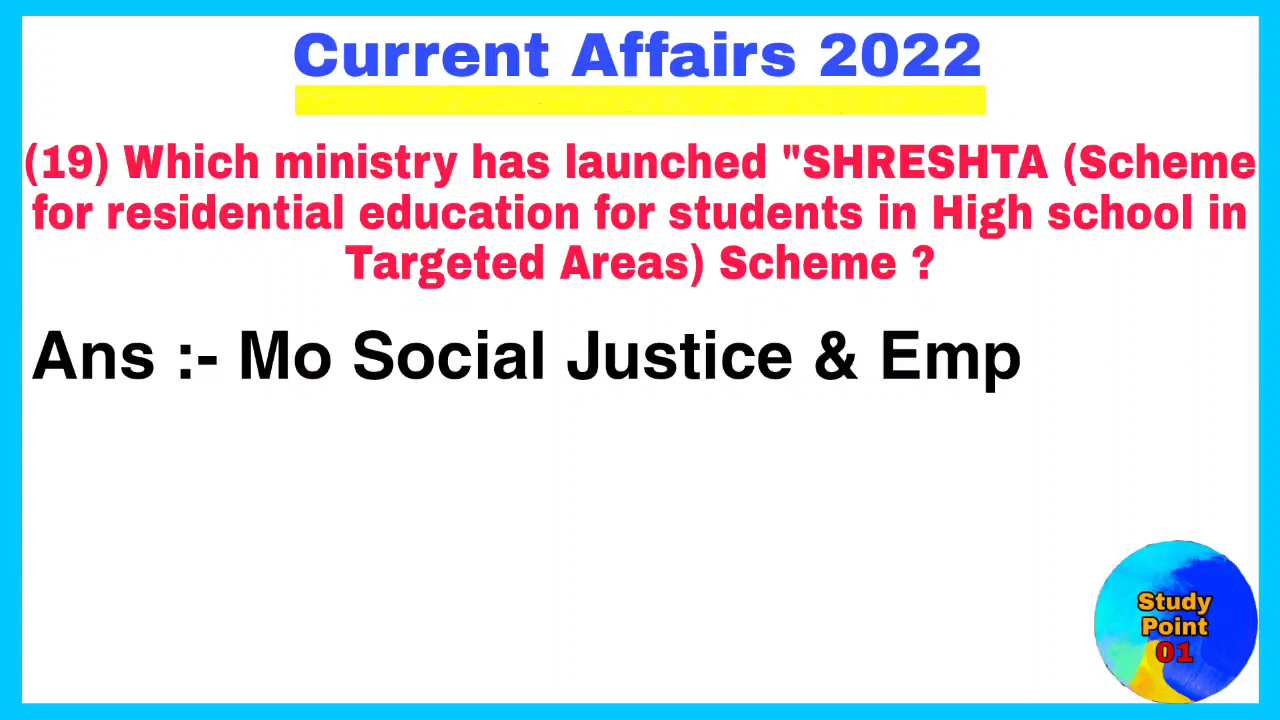 Current Affairs 2022
(19) Which ministry has launched "SHRESHTA (Scheme
for residential education for students in High school in
Targeted Areas) Scheme ?
Ans :- Mo Social Justice & Emp
Study
Point
01